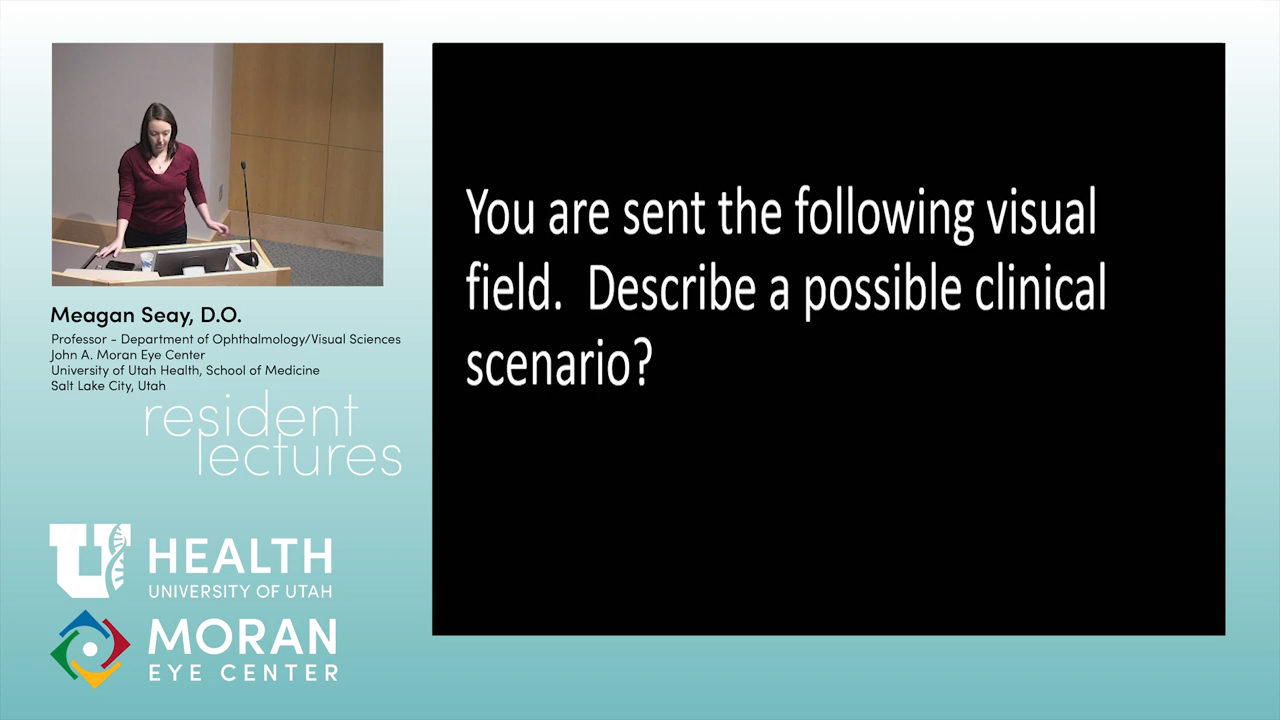 You are sent the following visual
field.  Describe a possible clinical
scenario?
Meagan Seay, D.O.
Professor - Department of Ophthalmology/Visual Sciences
John A. Moran Eye Center
University of Utah Health, School of Medicine
Salt Lake City, Utah
resident
lectures
U HEALTH
UNIVERSITY OF UTAH
MORAN
EYE CENTER